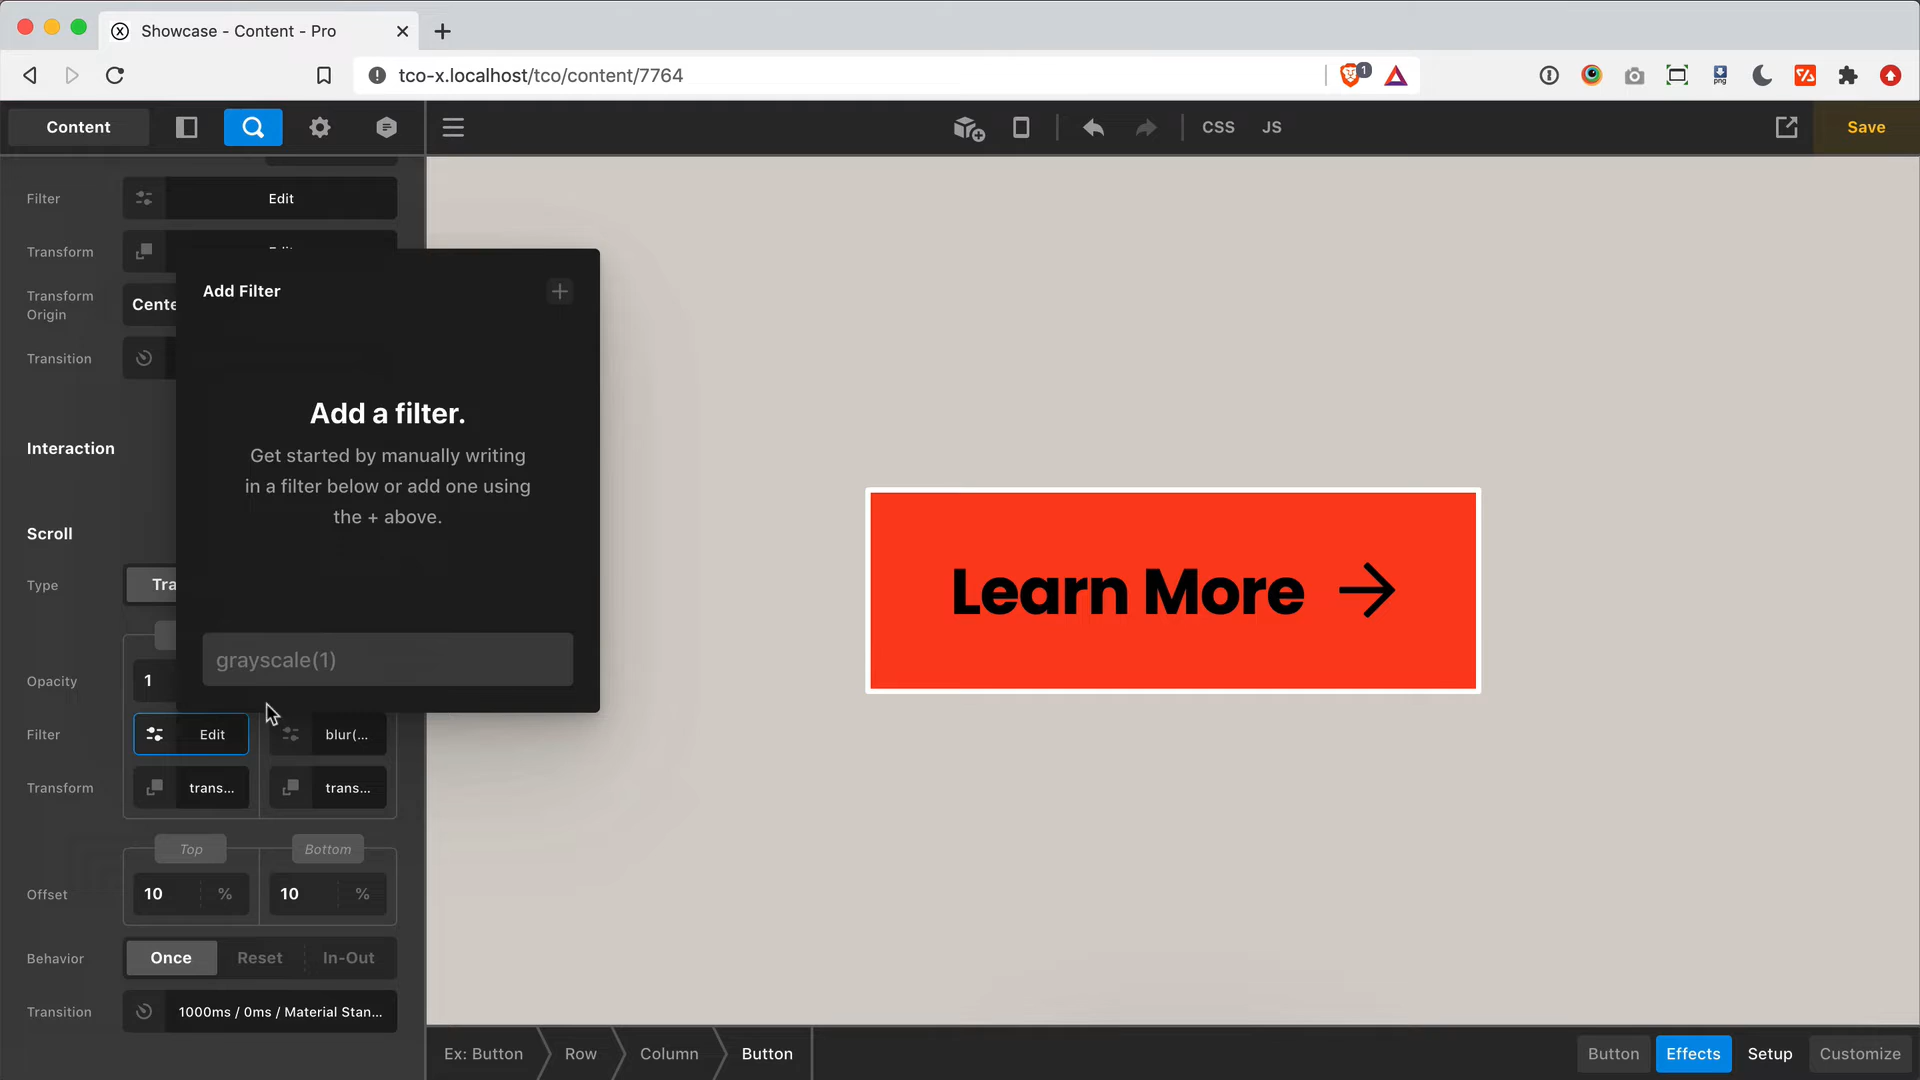 Showcase - Content - Pro
tco-x.localhost/tco/content/7764
1
png
Content
CSS
JS
Save
Filter
Edit
Transform
Transform
Origin
Cente
Transition
Add Filter
Add a filter.
Get started by manually writing
in a filter below or add one using
the + above.
grayscale(1)
Interaction
Scroll
Type
Tra
Opacity
1
Filter
Edit
blur(...
Transform
trans...
trans...
Top
Bottom
Offset
10
%
10
%
Behavior
Once
Reset
In-Out
Transition
1000ms / 0ms / Material Stan...
Learn More
Ex: Button
Row
Column
Button
Button
Effects
Setup
Customize